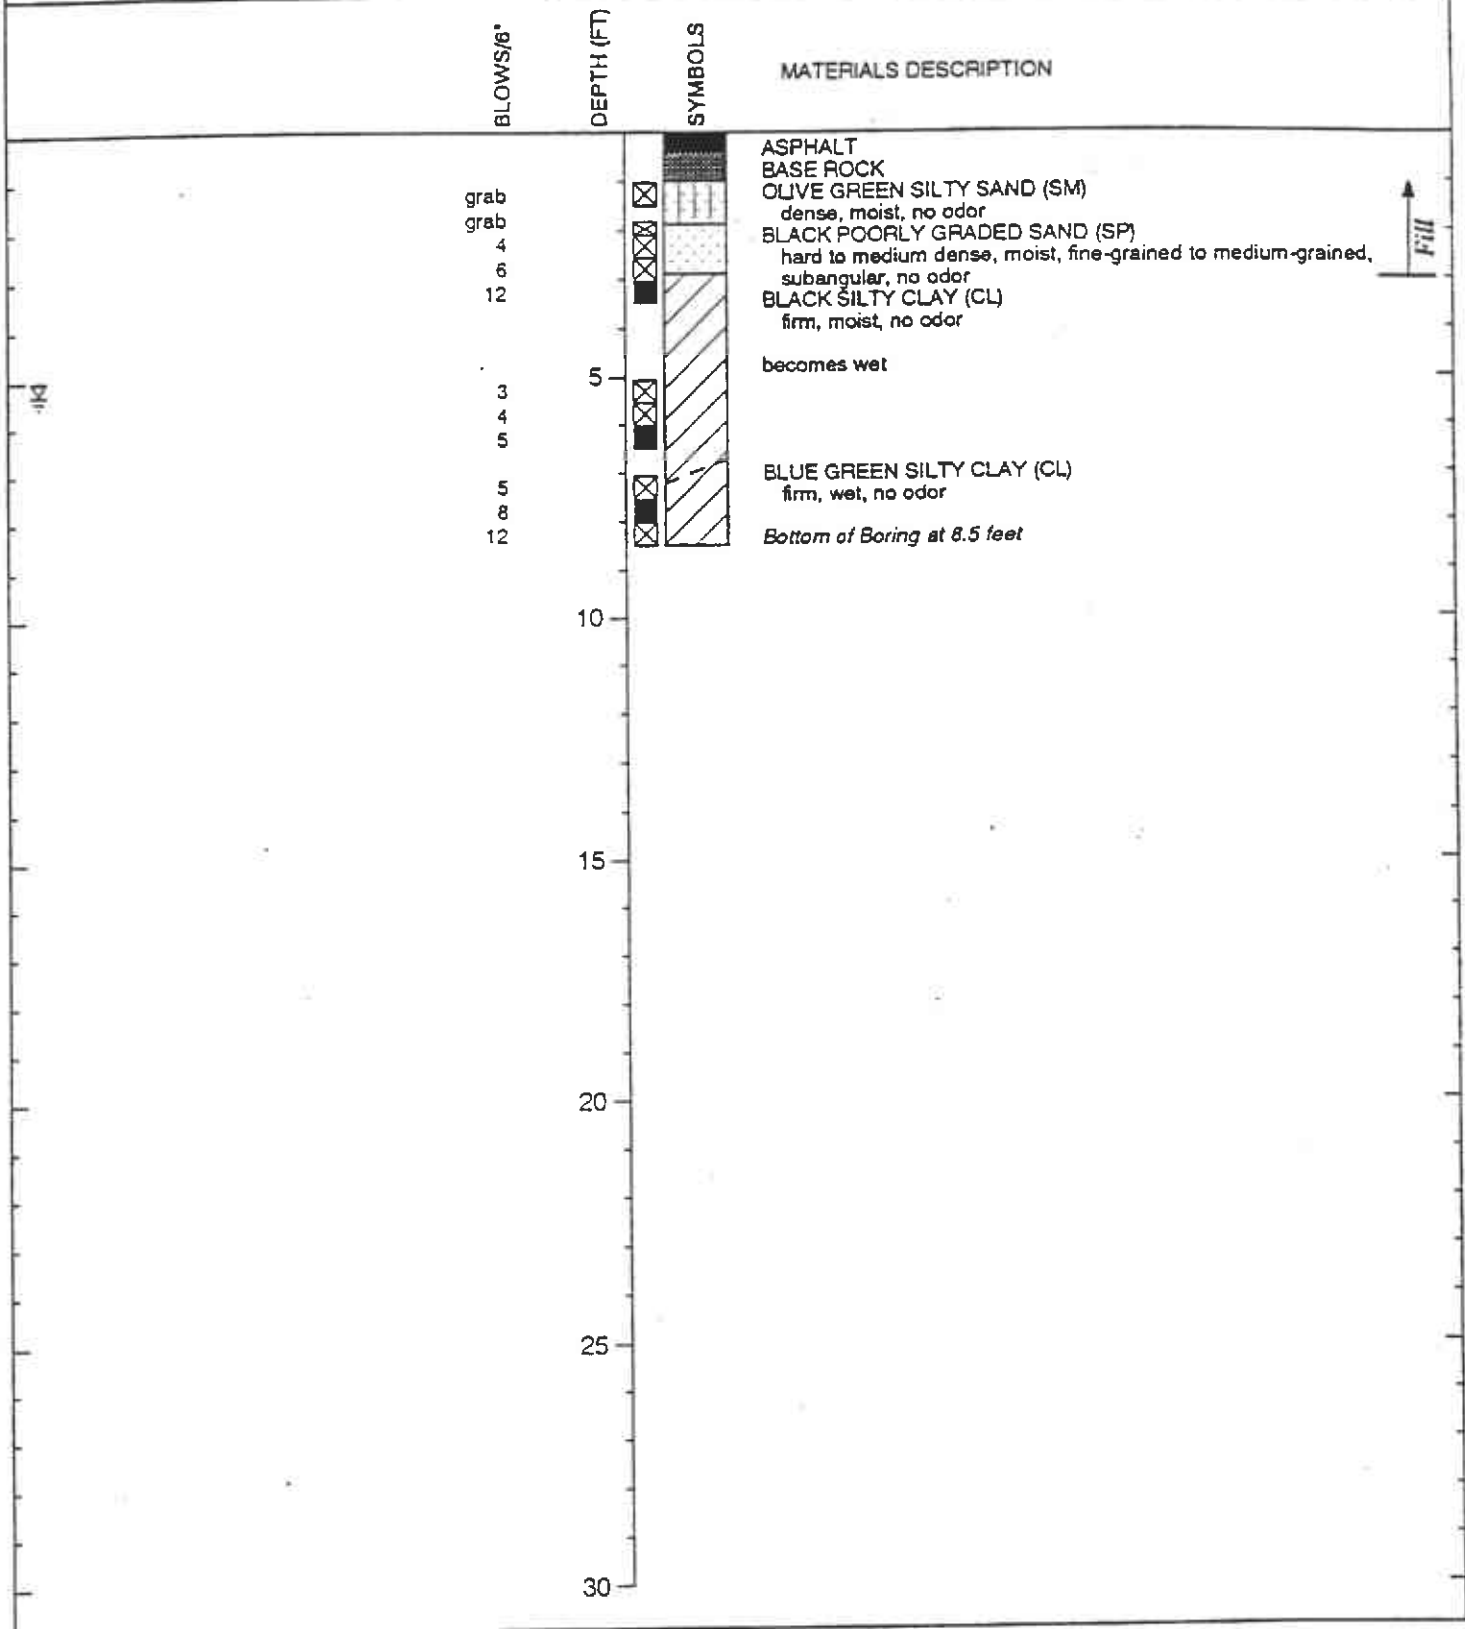 BLOWS/6"
DEPTH (FT)
SYMBOLS
MATERIALS DESCRIPTION
ASPHALT
BASE ROCK
grab
OLIVE GREEN SILTY SAND (SM)
dense, moist, no odor
grab
BLACK POORLY GRADED SAND (SP)
4
hard to medium dense, moist, fine-grained to medium-grained,
Fill
6
subangular, no odor
12
BLACK SILTY CLAY (CL)
firm, moist, no odor
becomes wet
5
3
4
5
BLUE GREEN SILTY CLAY (CL)
5
firm, wet, no odor
8
12
Bottom of Boring at 8.5 feet
10
15
20
25
30